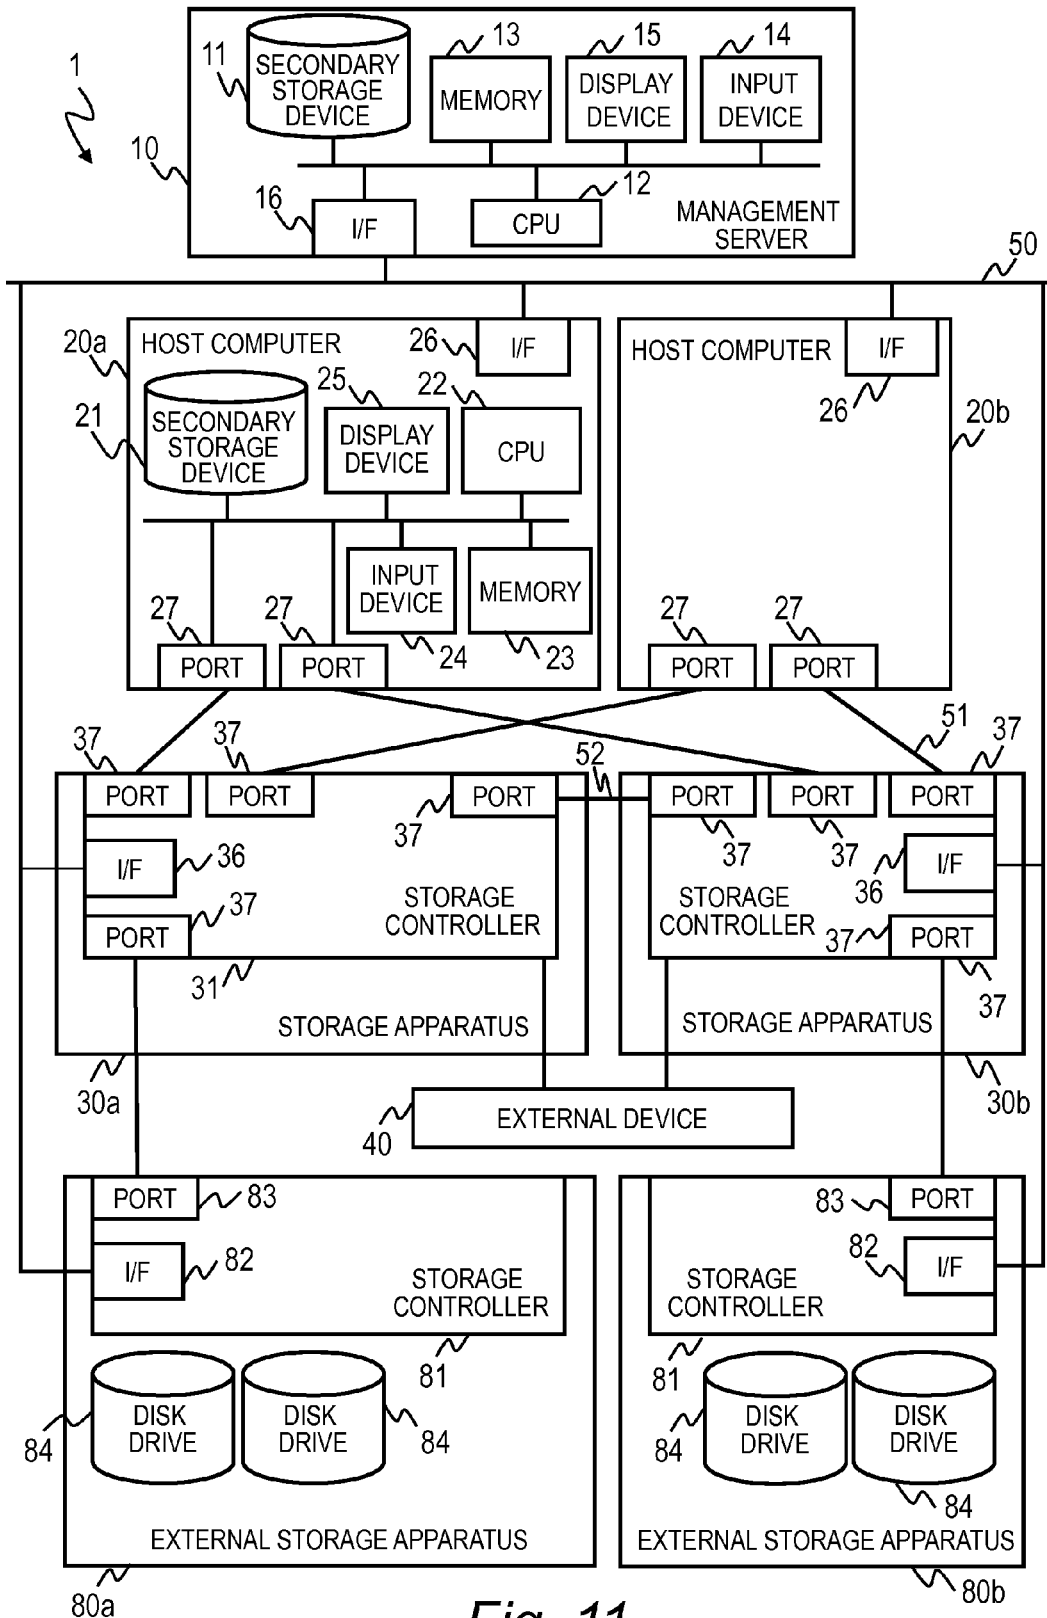 1
10
11
SECONDARY
STORAGE
DEVICE
13
MEMORY
15
DISPLAY
DEVICE
14
INPUT
DEVICE
16
I/F
12
CPU
MANAGEMENT
SERVER
50
20a
HOST COMPUTER
26
I/F
21
SECONDARY
STORAGE
DEVICE
25
DISPLAY
DEVICE
22
CPU
INPUT
DEVICE
24
MEMORY
23
27
PORT
27
PORT
HOST COMPUTER
I/F
26
20b
27
PORT
27
PORT
51
37
PORT
37
PORT
PORT
37
52
I/F
36
37
PORT
STORAGE
CONTROLLER
31
STORAGE APPARATUS
30a
PORT
37
PORT
37
37
PORT
I/F
36
STORAGE
CONTROLLER
37
PORT
37
STORAGE APPARATUS
30b
EXTERNAL DEVICE
40
PORT
83
I/F
82
STORAGE
CONTROLLER
81
DISK
DRIVE
84
DISK
DRIVE
84
EXTERNAL STORAGE APPARATUS
80a
PORT
83
I/F
82
STORAGE
CONTROLLER
81
DISK
DRIVE
84
DISK
DRIVE
84
EXTERNAL STORAGE APPARATUS
80b
Fig. 11